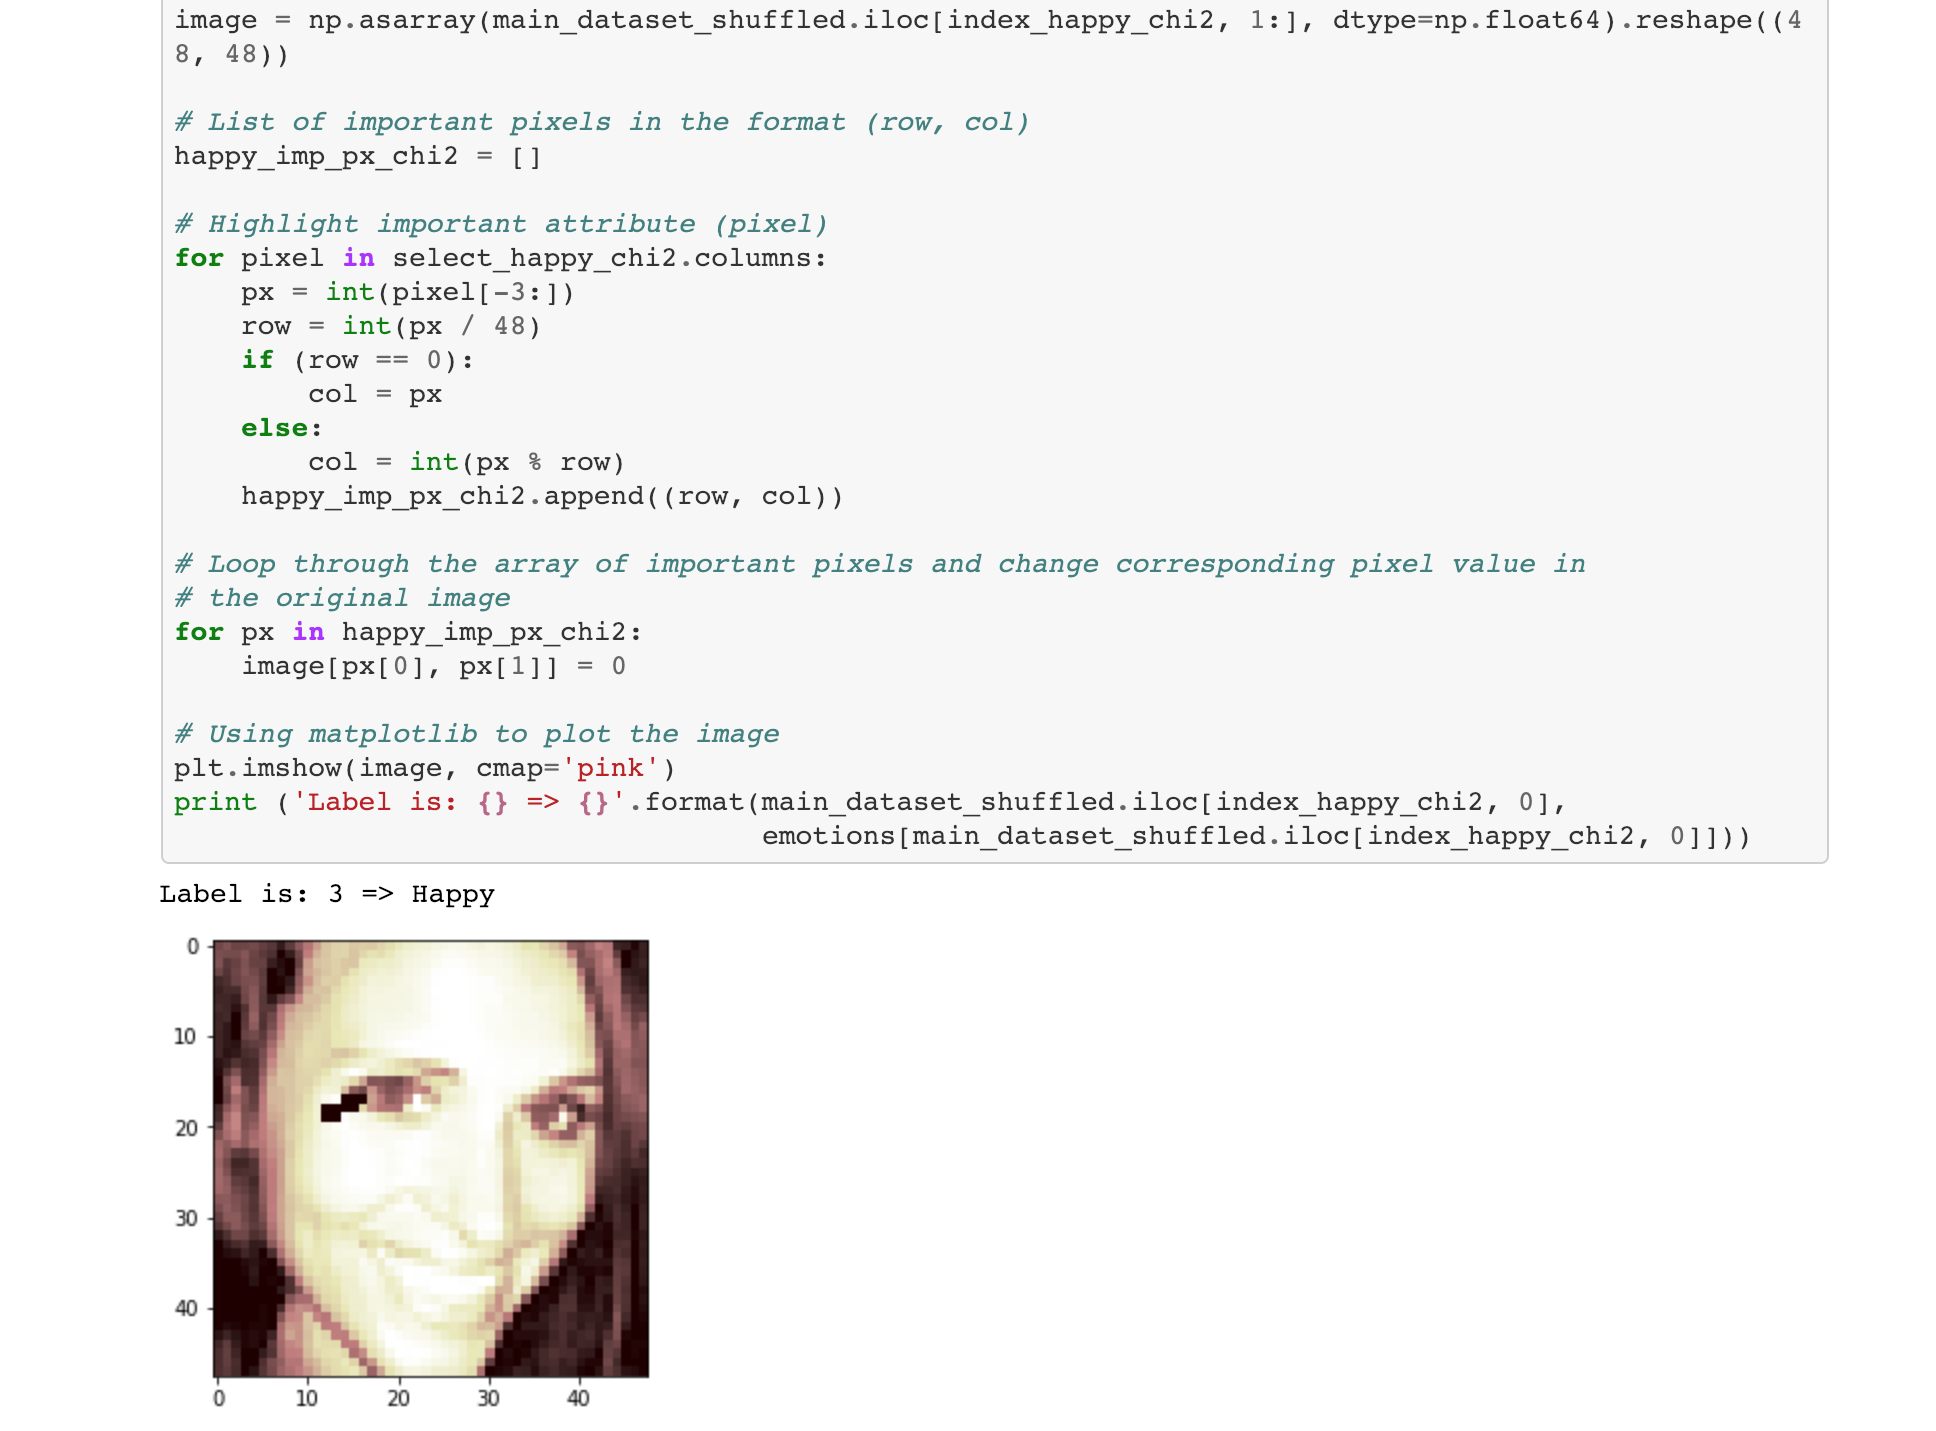 image = np.asarray(main_dataset_shuffled.iloc[index_happy_chi2, 1:], dtype=np.float64).reshape((4
8, 48))
# List of important pixels in the format (row, col)
happy_imp_px_chi2 = []
# Highlight important attribute (pixel)
for pixel in select_happy_chi2.columns:
    px = int(pixel[-3:])
    row = int(px / 48)
    if (row == 0):
        col = px
    else:
        col = int(px % row)
    happy_imp_px_chi2.append((row, col))
# Loop through the array of important pixels and change corresponding pixel value in
# the original image
for px in happy_imp_px_chi2:
    image[px[0], px[1]] = 0
# Using matplotlib to plot the image
plt.imshow(image, cmap='pink')
print ('Label is: {} => {}'.format(main_dataset_shuffled.iloc[index_happy_chi2, 0],
                                   emotions[main_dataset_shuffled.iloc[index_happy_chi2, 0]]))
Label is: 3 => Happy
0
10
20
30
40
0 10 20 30 40